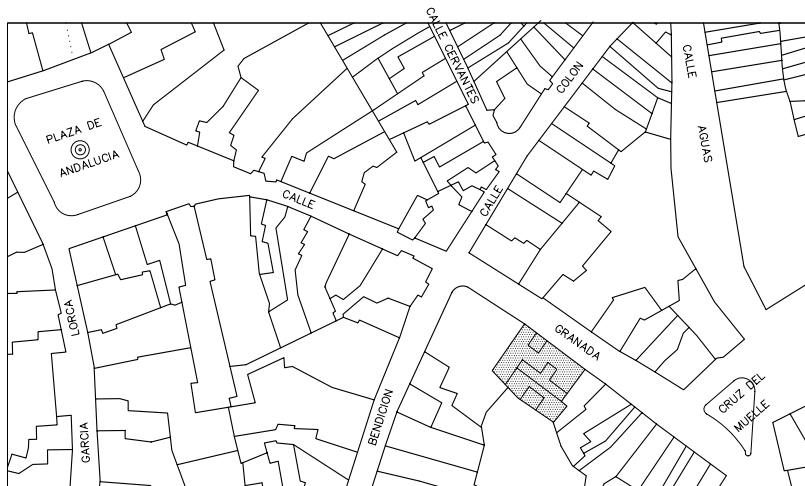 CALLE CERVANTES
CALLE COLON
CALLE AGUAS
PLAZA DE
ANDALUCIA
CALLE GRANADA
GARCIA LORCA
BENDICION
CRUZ DEL
MUELLE